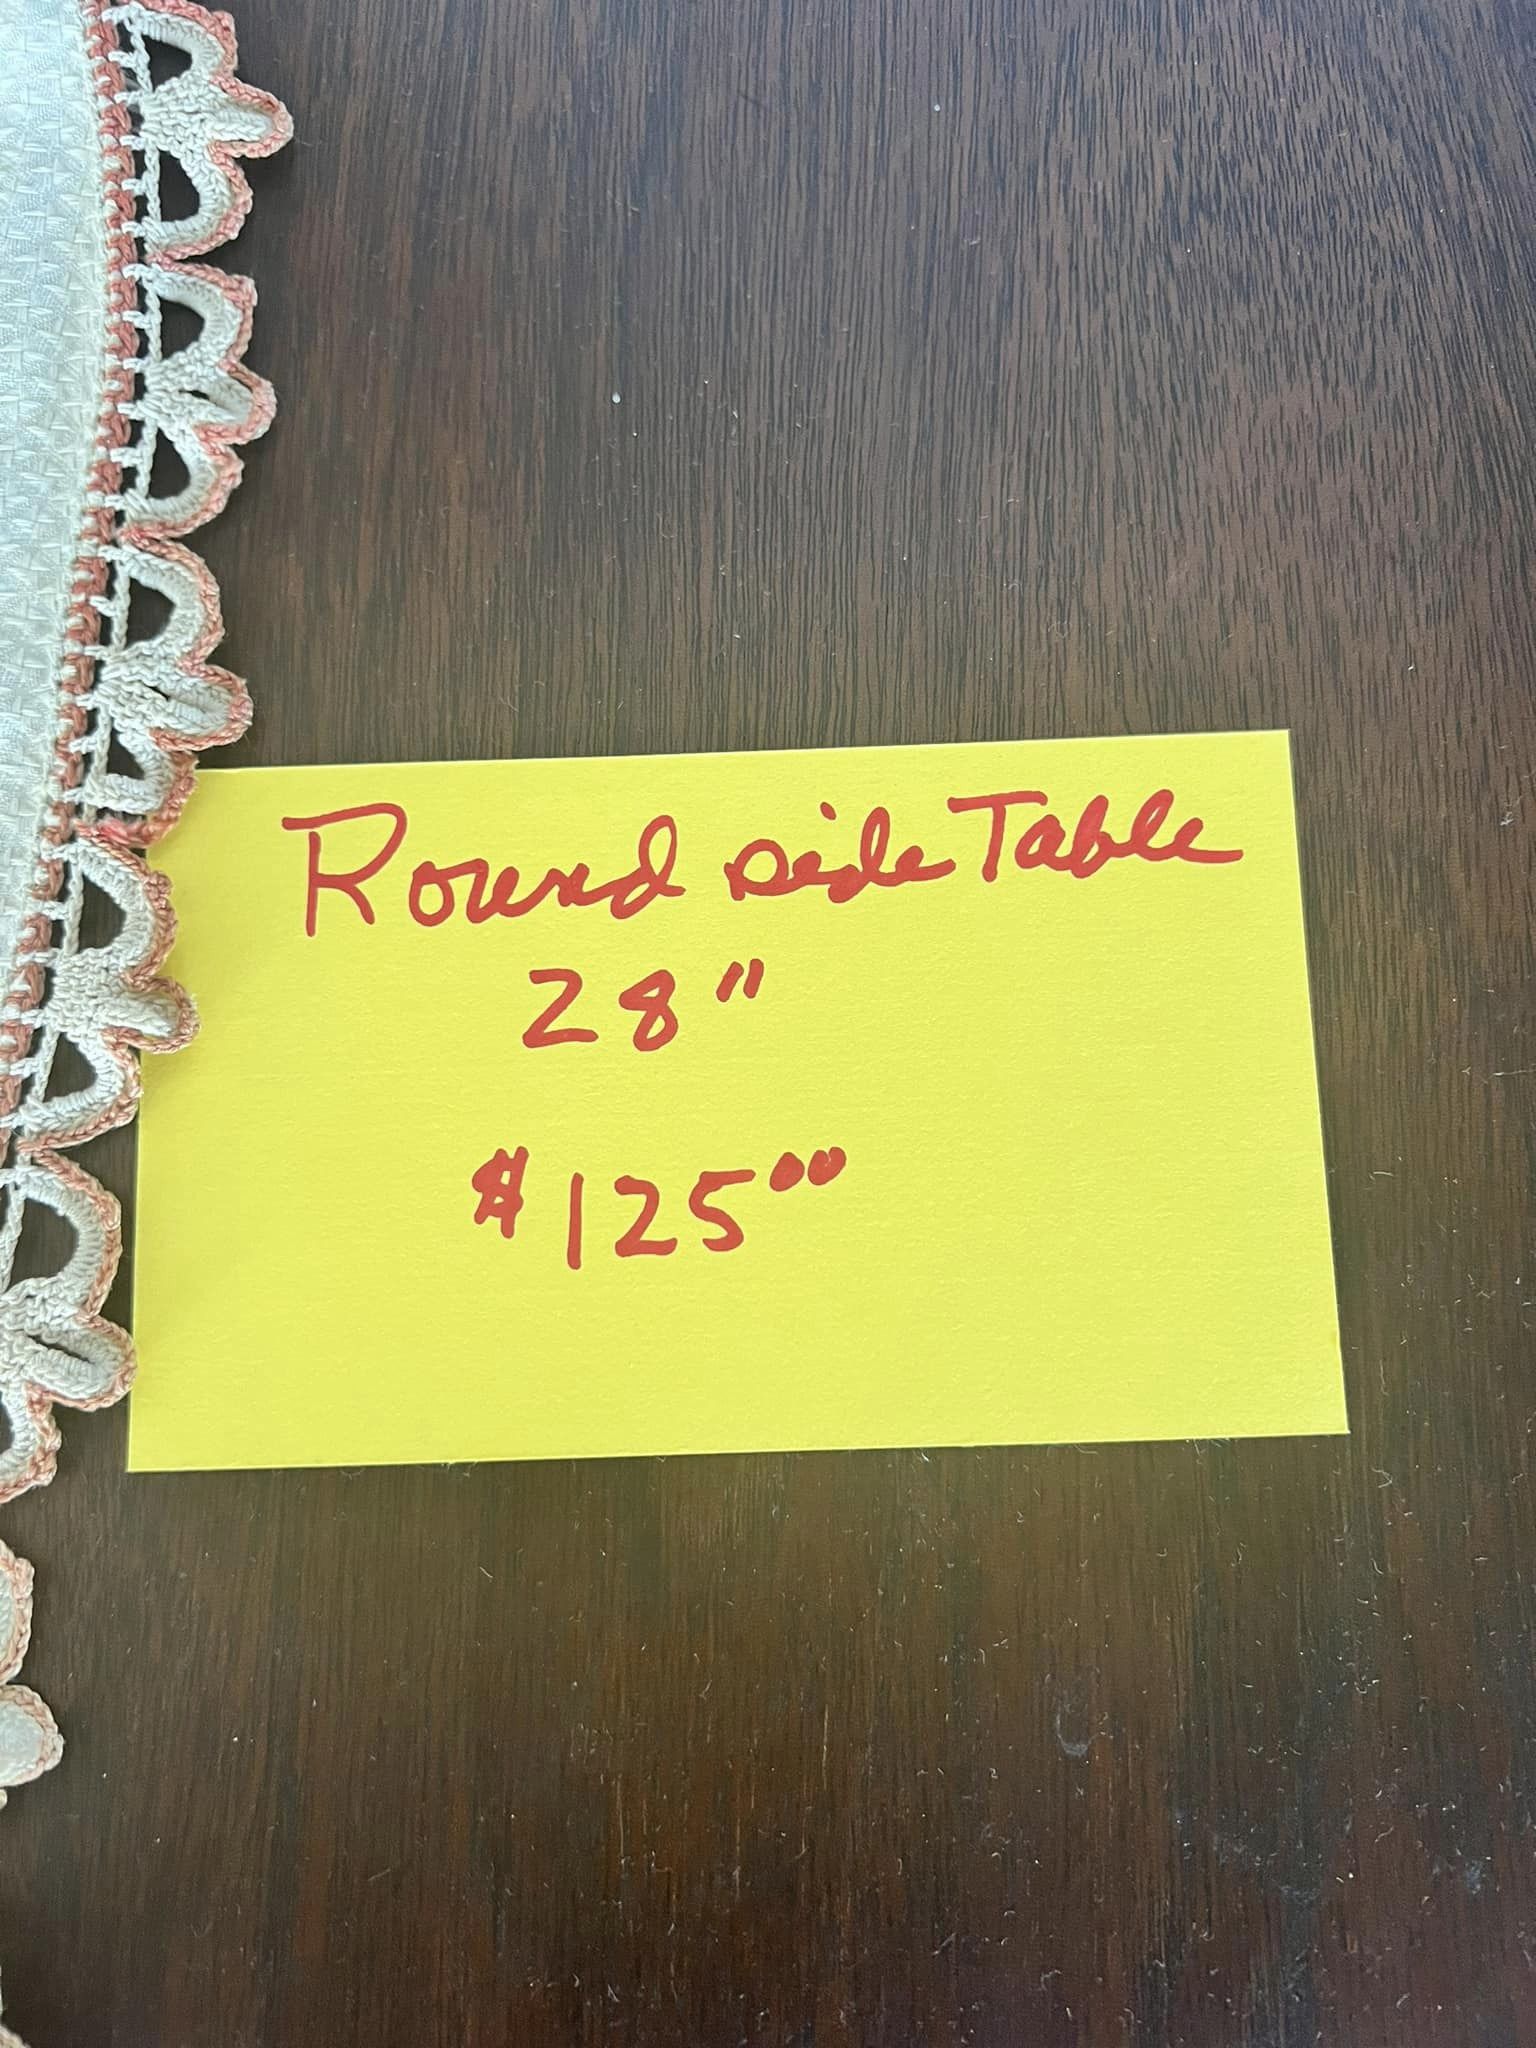 Round side Table
28"
$125.00